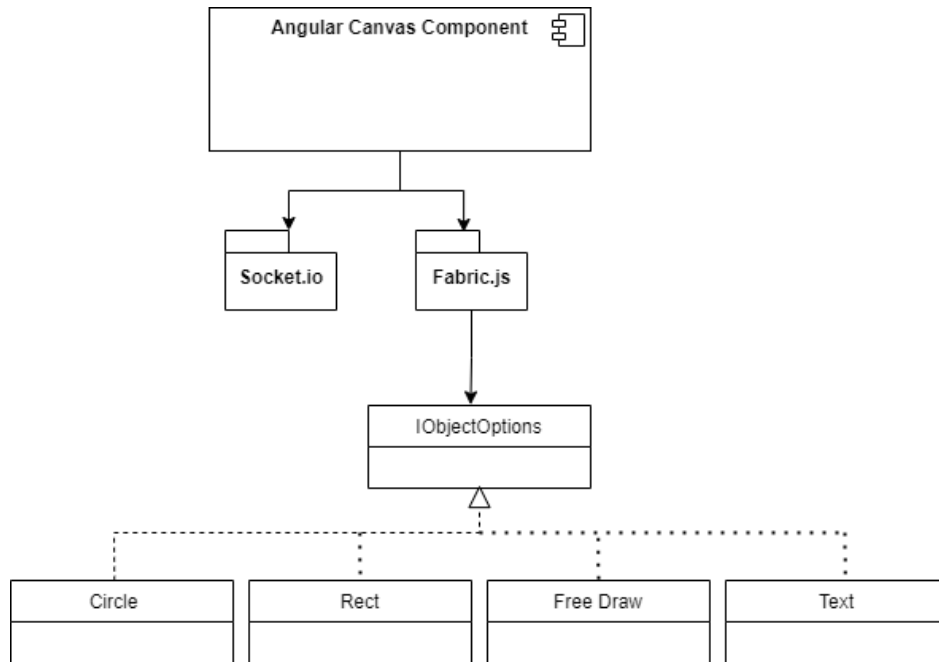 Angular Canvas Component
Socket.io
Fabric.js
IObjectOptions
Circle
Rect
Free Draw
Text